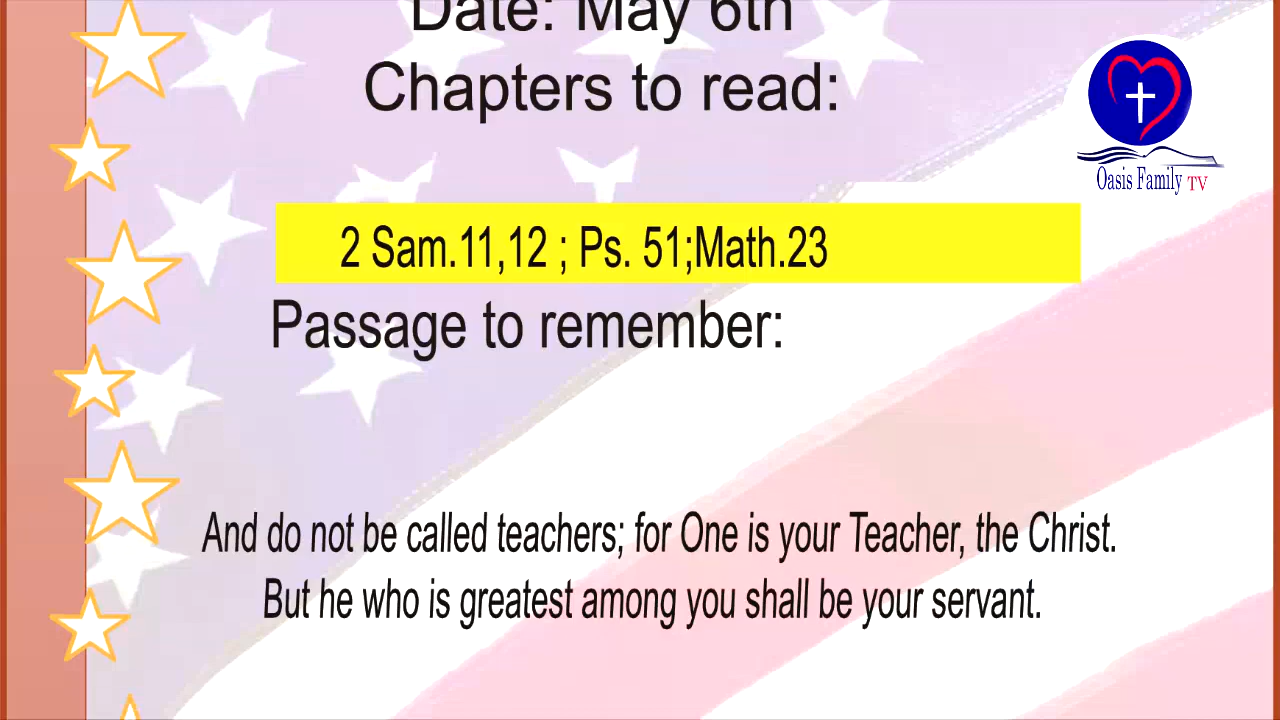 Date: May 6th
Chapters to read:
Oasis Family TV
2 Sam.11,12 ; Ps. 51;Math.23
Passage to remember:
And do not be called teachers; for One is your Teacher, the Christ.
But he who is greatest among you shall be your servant.